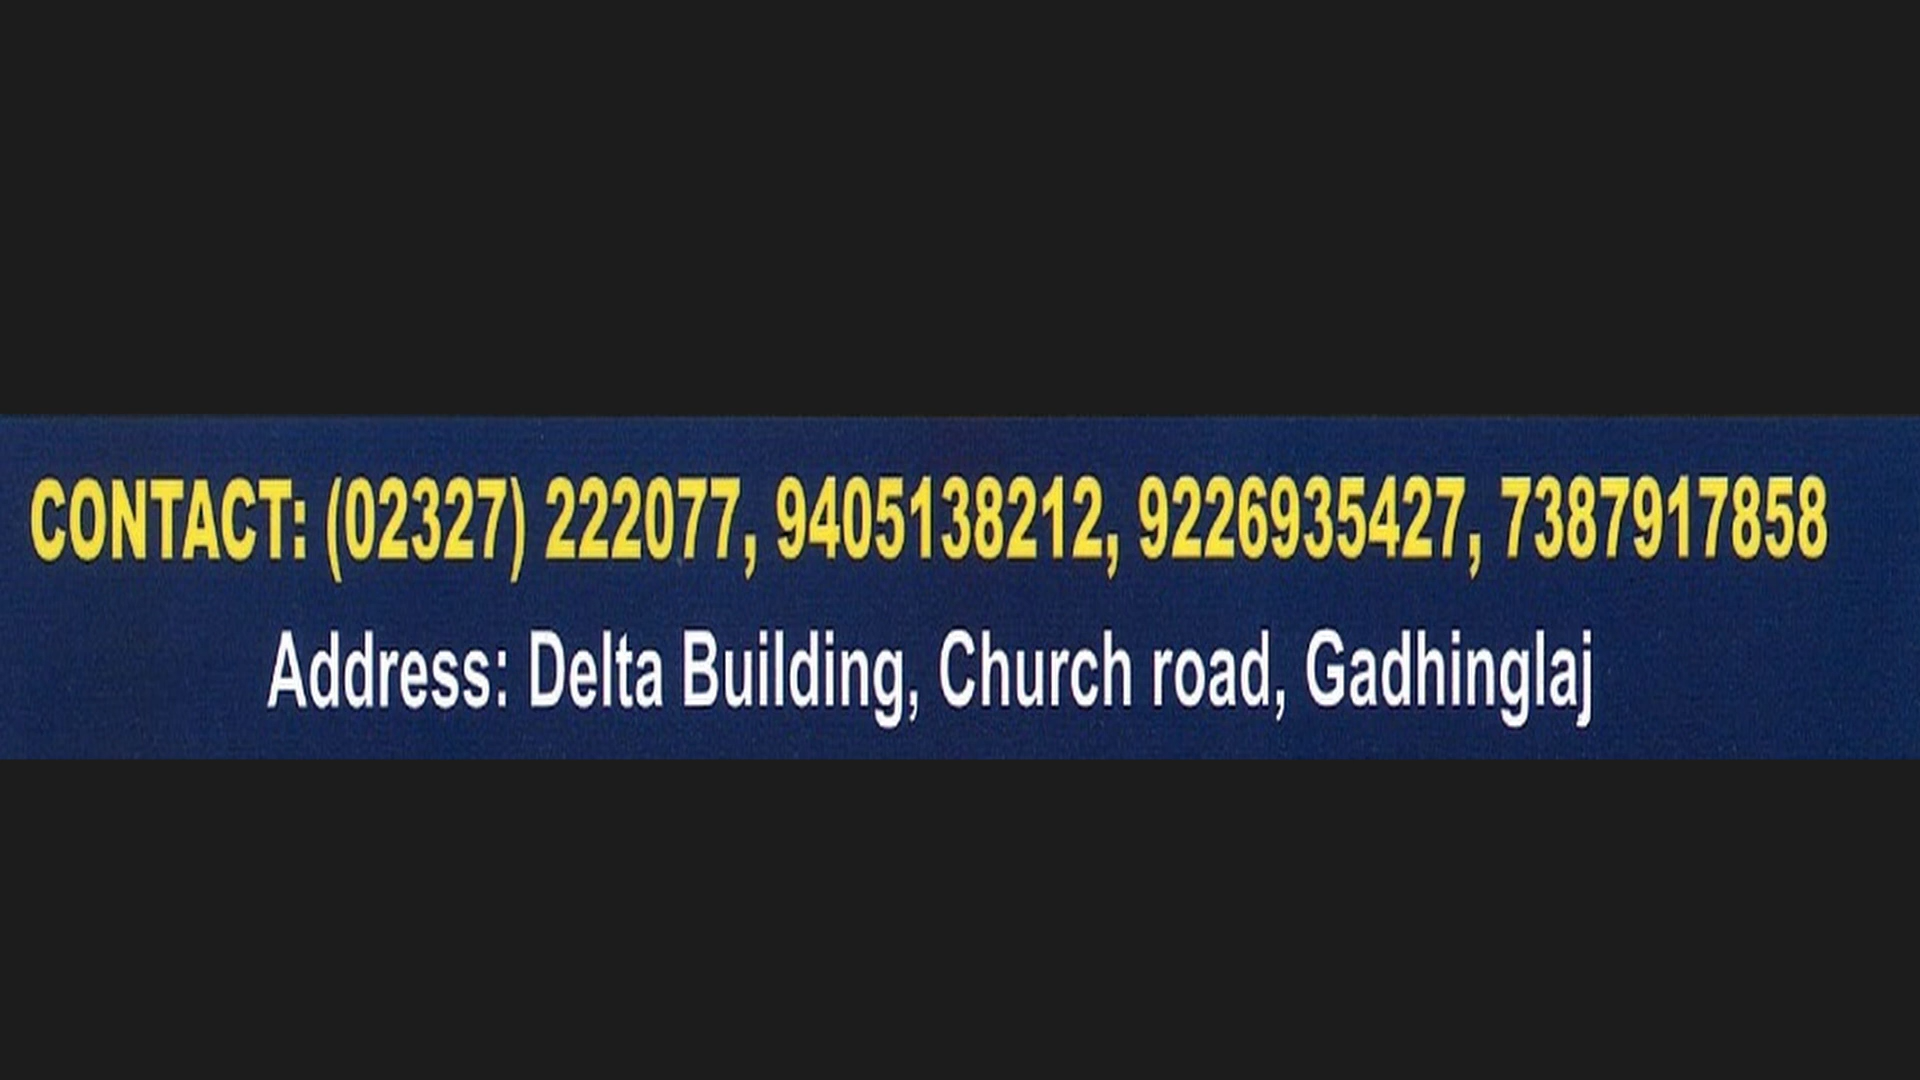 CONTACT: (02327) 222077, 9405138212, 9226935427, 7387917858
Address: Delta Building, Church road, Gadhinglaj